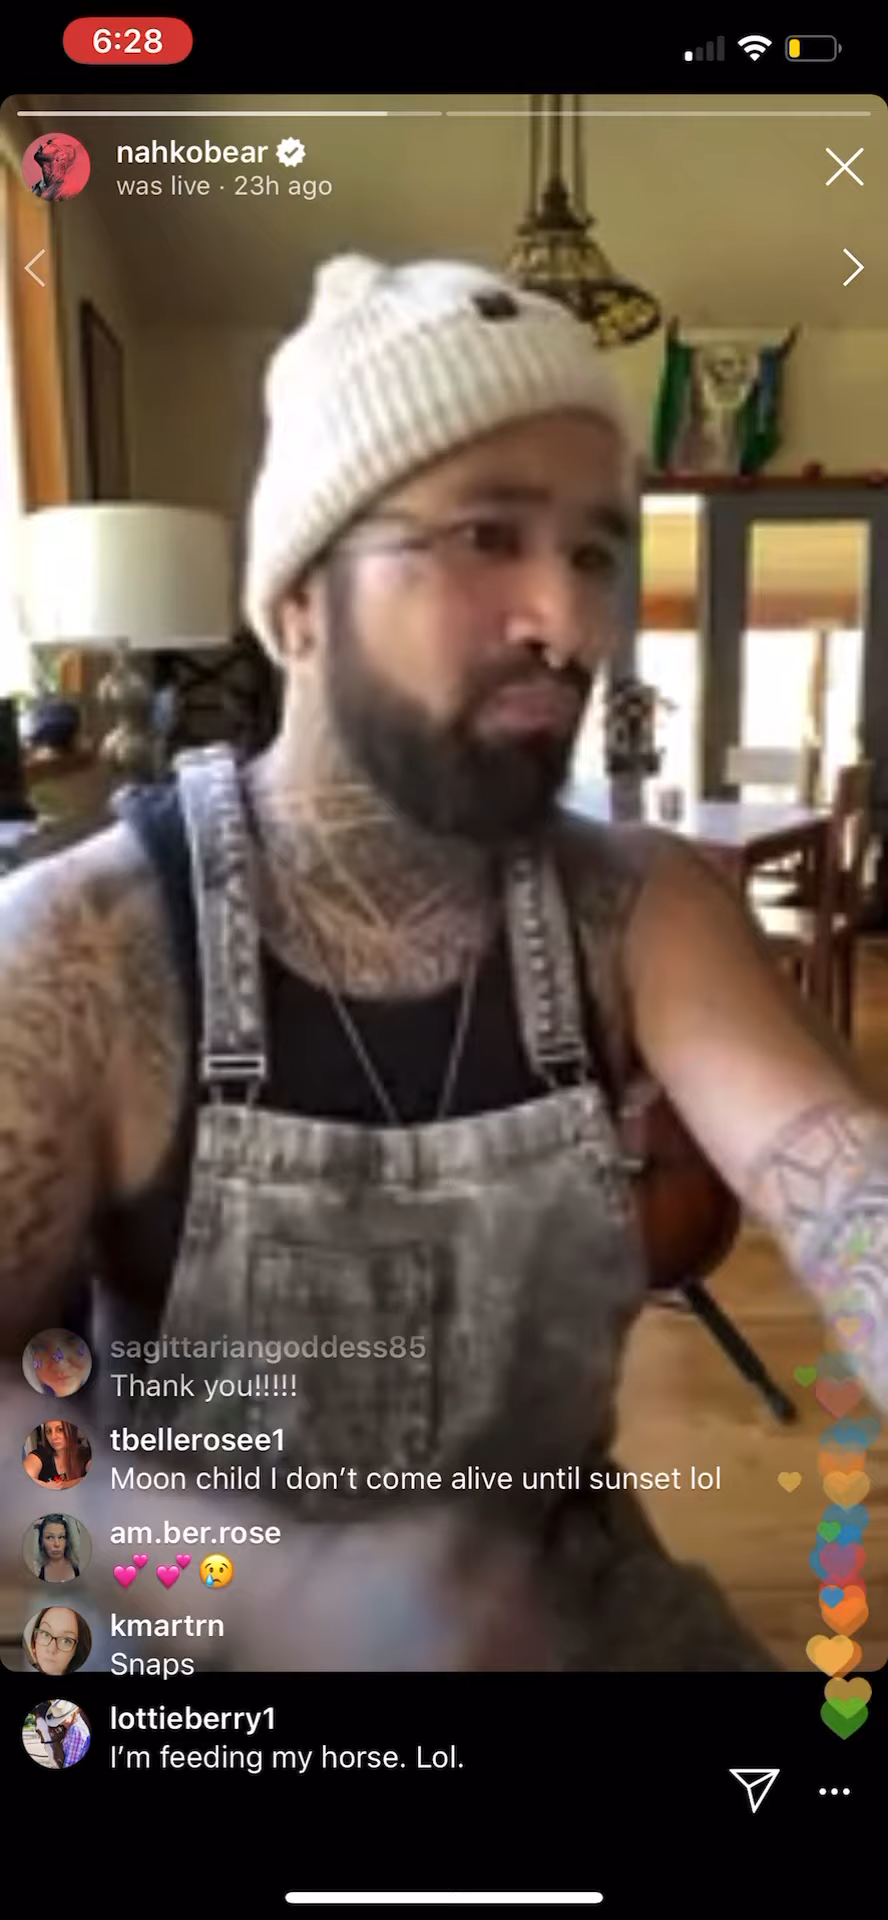 6:28
nahkobear
was live · 23h ago
sagittariangoddess85
Thank you!!!!!
tbellerosee1
Moon child I don’t come alive until sunset lol
am.ber.rose
💕💕😢
kmartrn
Snaps
lottieberry1
I’m feeding my horse. Lol.